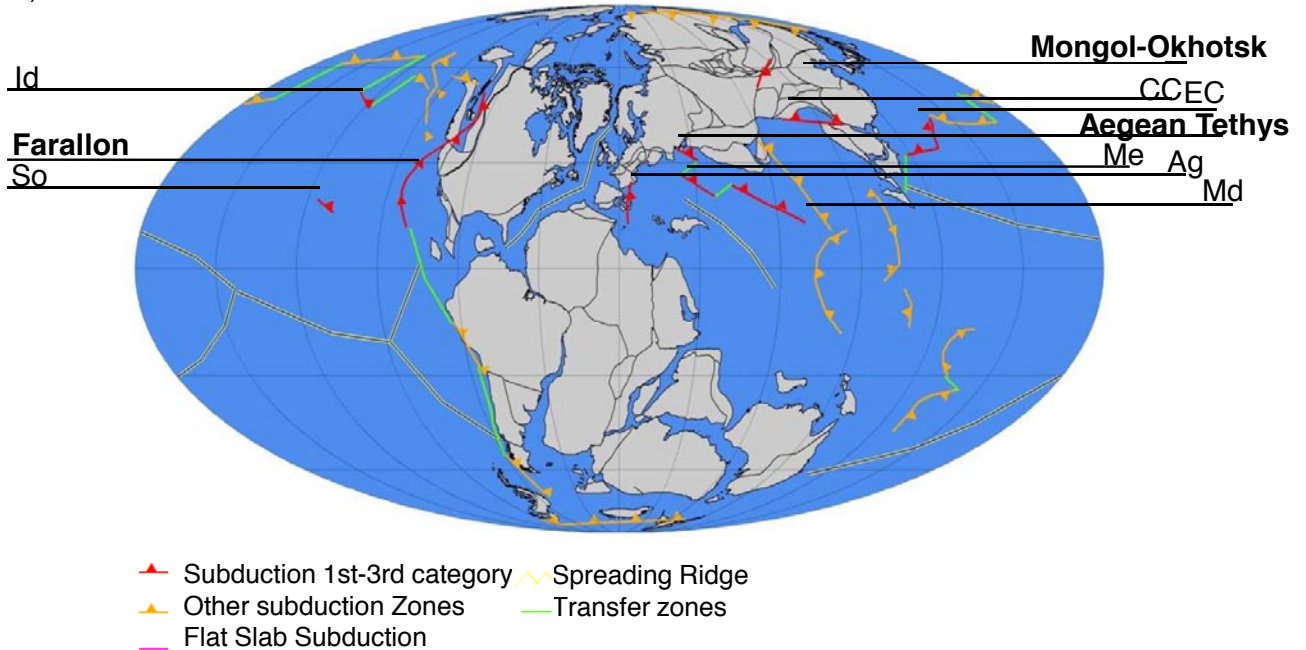 Mongol-Okhotsk
Id
CC EC
Aegean Tethys
Farallon
Me Ag
So
Md
Subduction 1st-3rd category
Spreading Ridge
Other subduction Zones
Transfer zones
Flat Slab Subduction